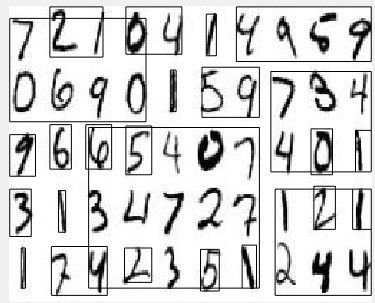 7 2 1 0 4 1 4 9 5 9
0 6 9 0 1 5 9 7 3 4
9 6 6 5 4 0 7 4 0 1
3 1 3 4 7 2 7 1 2 1
1 7 4 2 3 5 1 2 4 4